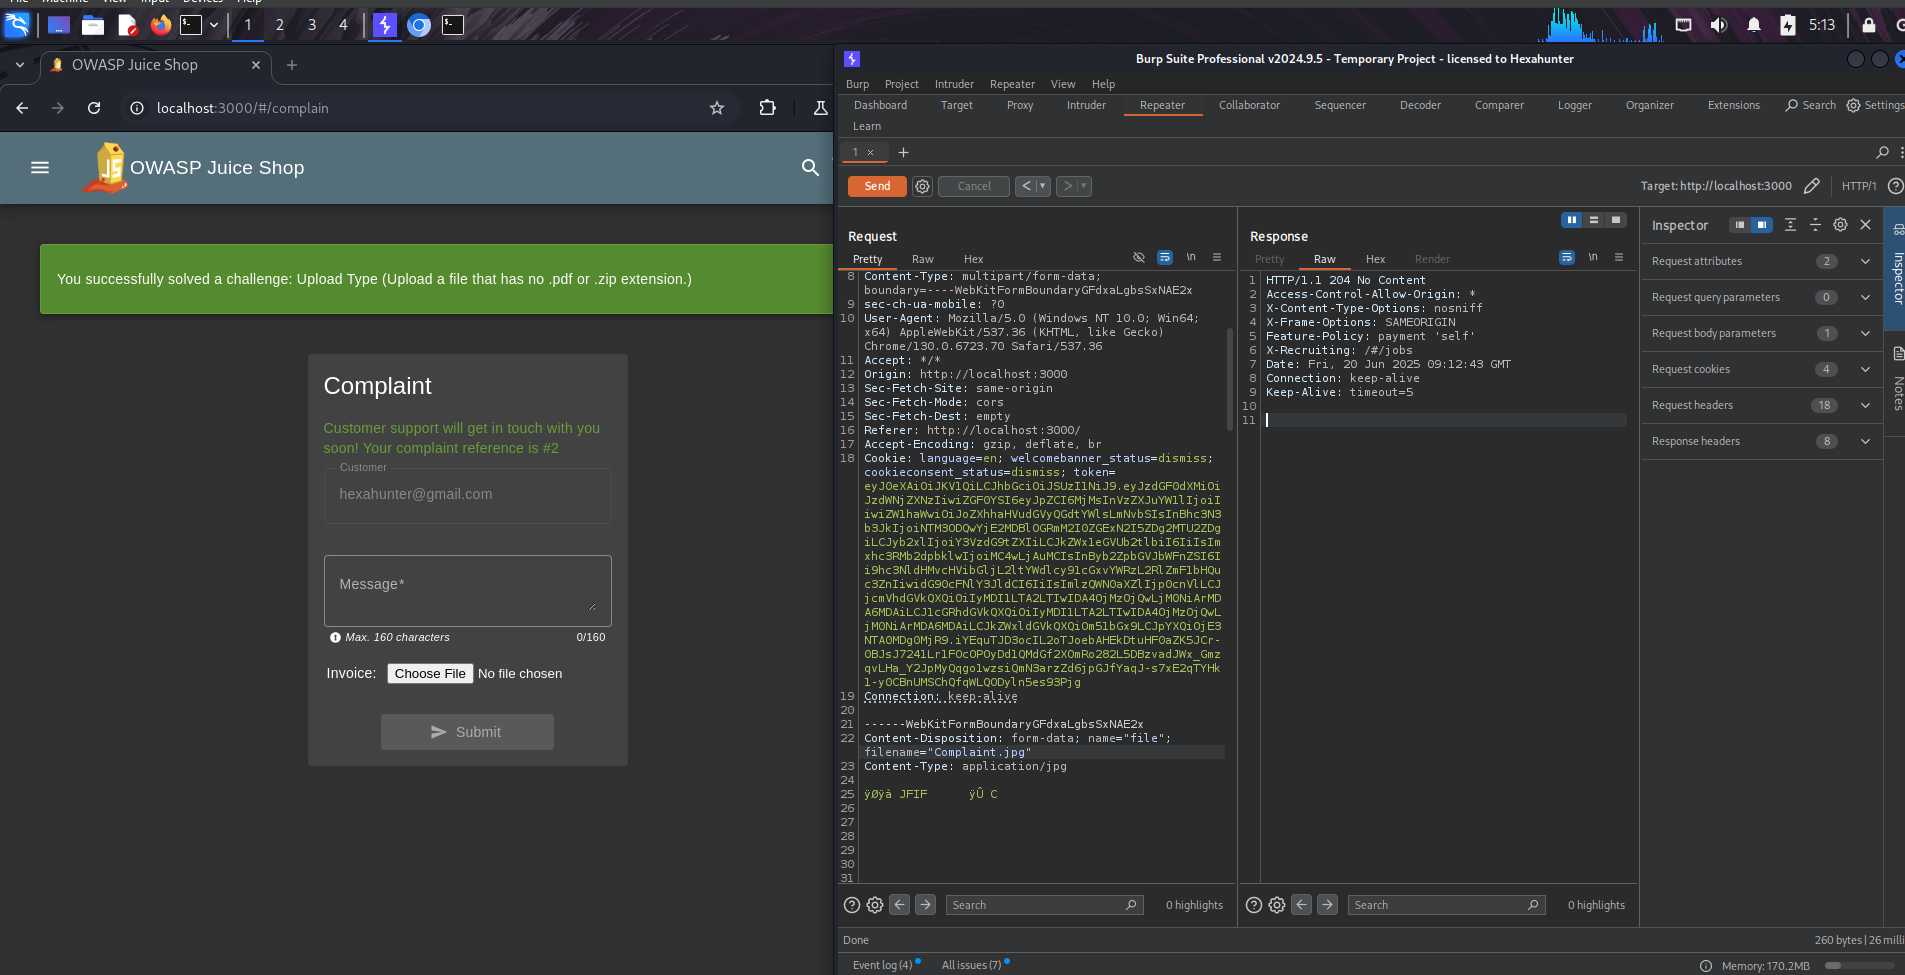 File Machine View Input Devices Help
1 2 3 4
5:13
OWASP Juice Shop
localhost:3000/#/complain
OWASP Juice Shop
You successfully solved a challenge: Upload Type (Upload a file that has no .pdf or .zip extension.)
Complaint
Customer support will get in touch with you
soon! Your complaint reference is #2
Customer
hexahunter@gmail.com
Message*
Max. 160 characters
0/160
Invoice: Choose File No file chosen
Submit
Burp Suite Professional v2024.9.5 - Temporary Project - licensed to Hexahunter
Burp Project Intruder Repeater View Help
Dashboard Target Proxy Intruder Repeater Collaborator Sequencer Decoder Comparer Logger Organizer Extensions Search Settings
Learn
1 ×
Send Cancel
Target: http://localhost:3000 HTTP/1
Request
Pretty Raw Hex
8 Content-Type: multipart/form-data;
boundary=----WebKitFormBoundaryGFdxaLgbsSxNAE2x
9 sec-ch-ua-mobile: ?0
10 User-Agent: Mozilla/5.0 (Windows NT 10.0; Win64;
x64) AppleWebKit/537.36 (KHTML, like Gecko)
Chrome/130.0.6723.70 Safari/537.36
11 Accept: */*
12 Origin: http://localhost:3000
13 Sec-Fetch-Site: same-origin
14 Sec-Fetch-Mode: cors
15 Sec-Fetch-Dest: empty
16 Referer: http://localhost:3000/
17 Accept-Encoding: gzip, deflate, br
18 Cookie: language=en; welcomebanner_status=dismiss;
cookieconsent_status=dismiss; token=
19 Connection: keep-alive
20
21 ------WebKitFormBoundaryGFdxaLgbsSxNAE2x
22 Content-Disposition: form-data; name="file";
filename="Complaint.jpg"
23 Content-Type: application/jpg
24
25 ÿØÿà JFIF ÿÛ C
26
27
28
29
30
31
Search 0 highlights
Response
Pretty Raw Hex Render
1 HTTP/1.1 204 No Content
2 Access-Control-Allow-Origin: *
3 X-Content-Type-Options: nosniff
4 X-Frame-Options: SAMEORIGIN
5 Feature-Policy: payment 'self'
6 X-Recruiting: /#/jobs
7 Date: Fri, 20 Jun 2025 09:12:43 GMT
8 Connection: keep-alive
9 Keep-Alive: timeout=5
10
11
Search 0 highlights
Inspector
Request attributes 2
Request query parameters 0
Request body parameters 1
Request cookies 4
Request headers 18
Response headers 8
Inspector
Notes
Done
260 bytes | 26 milli
Event log (4) All issues (7)
Memory: 170.2MB